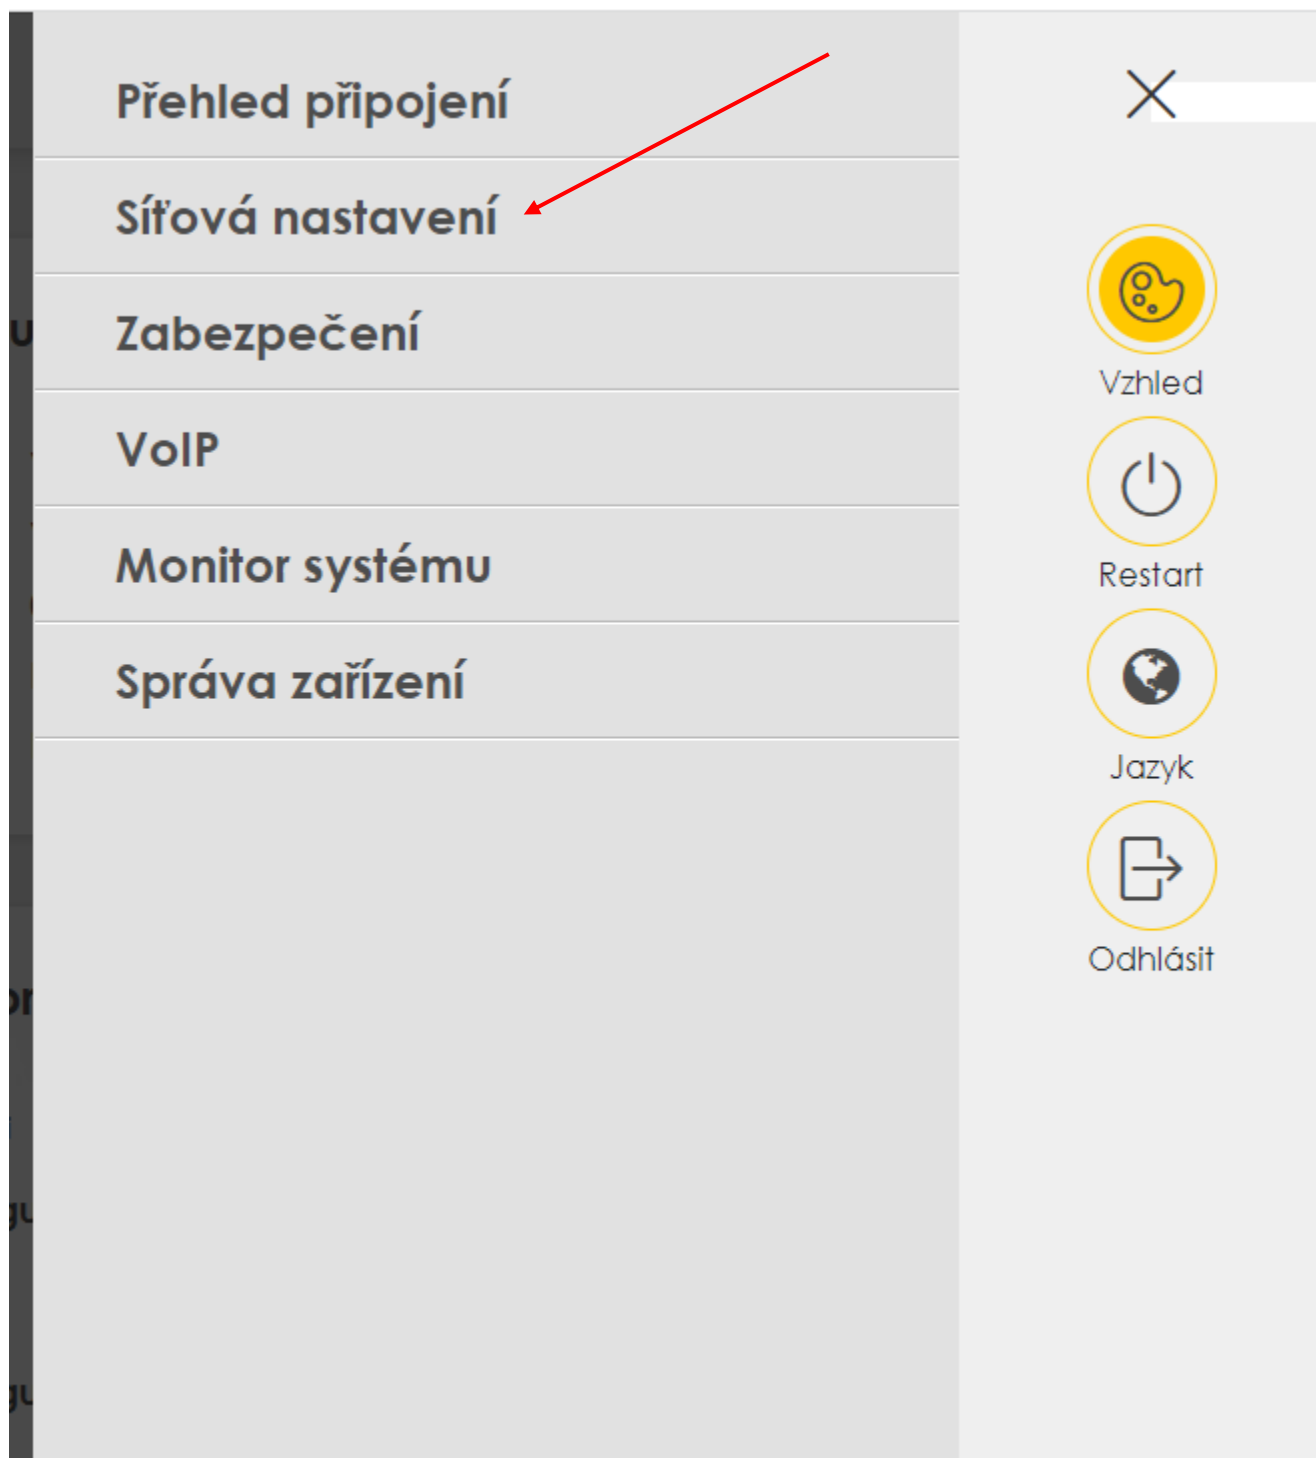 Přehled připojení
Síťová nastavení
Zabezpečení
VoIP
Monitor systému
Správa zařízení
Vzhled
Restart
Jazyk
Odhlásit